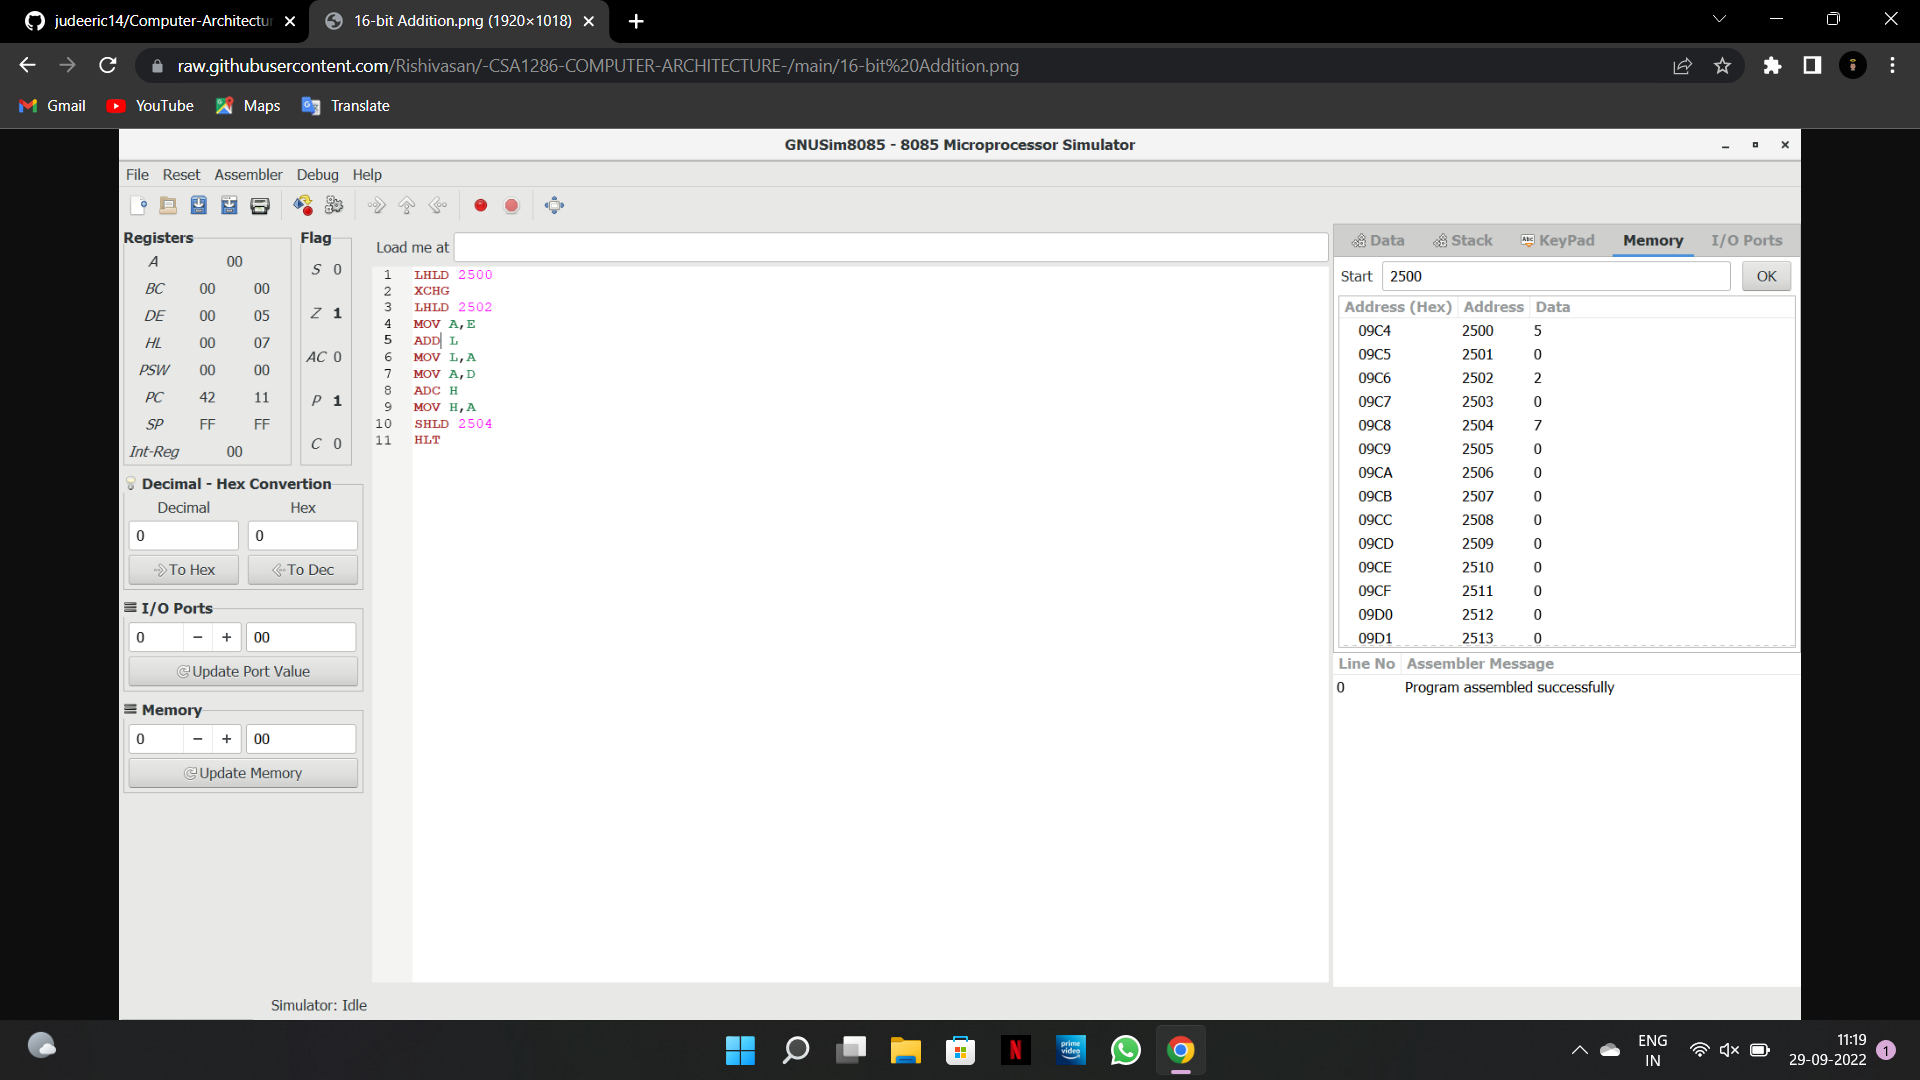 judeeric14/Computer-Architectur
16-bit Addition.png (1920×1018)
raw.githubusercontent.com/Rishivasan/-CSA1286-COMPUTER-ARCHITECTURE-/main/16-bit%20Addition.png
Gmail YouTube Maps Translate
GNUSim8085 - 8085 Microprocessor Simulator
File Reset Assembler Debug Help
Registers
A 00
BC 00 00
DE 00 05
HL 00 07
PSW 00 00
PC 42 11
SP FF FF
Int-Reg 00
Flag
S 0
Z 1
AC 0
P 1
C 0
Decimal - Hex Convertion
Decimal Hex
0 0
To Hex To Dec
I/O Ports
0 − + 00
Update Port Value
Memory
0 − + 00
Update Memory
Load me at
1 LHLD 2500
2 XCHG
3 LHLD 2502
4 MOV A,E
5 ADD L
6 MOV L,A
7 MOV A,D
8 ADC H
9 MOV H,A
10 SHLD 2504
11 HLT
Data Stack KeyPad Memory I/O Ports
Start 2500 OK
Address (Hex) Address Data
09C4 2500 5
09C5 2501 0
09C6 2502 2
09C7 2503 0
09C8 2504 7
09C9 2505 0
09CA 2506 0
09CB 2507 0
09CC 2508 0
09CD 2509 0
09CE 2510 0
09CF 2511 0
09D0 2512 0
09D1 2513 0
Line No Assembler Message
0 Program assembled successfully
Simulator: Idle
N
prime video
ENG
IN
11:19
29-09-2022
1